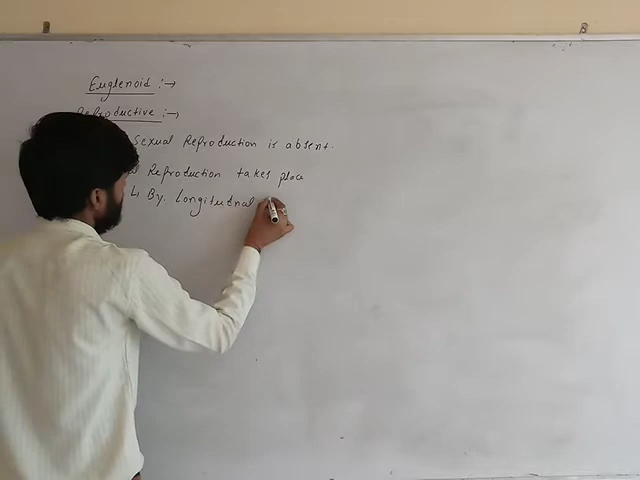 Euglenoid :→
Reproductive :→
Sexual Reproduction is absent.
Reproduction takes place
↳ By. Longitudnal